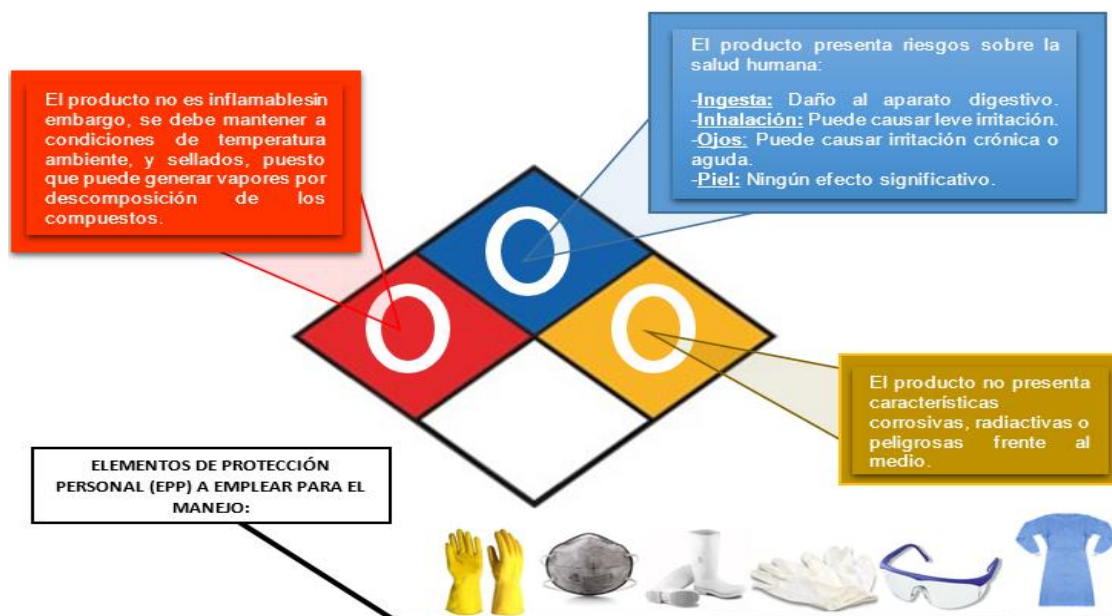 El producto presenta riesgos sobre la
salud humana:
-Ingesta: Daño al aparato digestivo.
-Inhalación: Puede causar leve irritación.
-Ojos: Puede causar irritación crónica o
aguda.
-Piel: Ningún efecto significativo.
El producto no es inflamablesin
embargo, se debe mantener a
condiciones de temperatura
ambiente, y sellados, puesto
que puede generar vapores por
descomposición de los
compuestos.
0
0
0
El producto no presenta
características
corrosivas, radiactivas o
peligrosas frente al
medio.
ELEMENTOS DE PROTECCIÓN
PERSONAL (EPP) A EMPLEAR PARA EL
MANEJO: